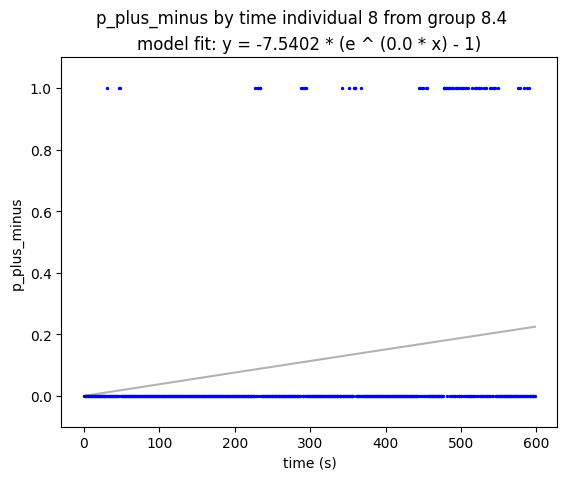 p_plus_minus by time individual 8 from group 8.4
model fit: y = -7.5402 * (e ^ (0.0 * x) - 1)
1.0
0.8
0.6
0.4
0.2
0.0
p_plus_minus
0 100 200 300 400 500 600
time (s)